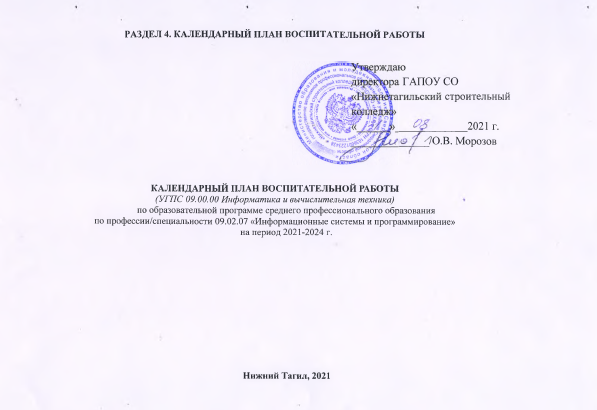 РАЗДЕЛ 4. КАЛЕНДАРНЫЙ ПЛАН ВОСПИТАТЕЛЬНОЙ РАБОТЫ
Утверждаю
директора ГАПОУ СО
«Нижнетагильский строительный
колледж»
« » 08 2021 г.
/О.В. Морозов
КАЛЕНДАРНЫЙ ПЛАН ВОСПИТАТЕЛЬНОЙ РАБОТЫ
(УГПС 09.00.00 Информатика и вычислительная техника)
по образовательной программе среднего профессионального образования
по профессии/специальности 09.02.07 «Информационные системы и программирование»
на период 2021-2024 г.
Нижний Тагил, 2021